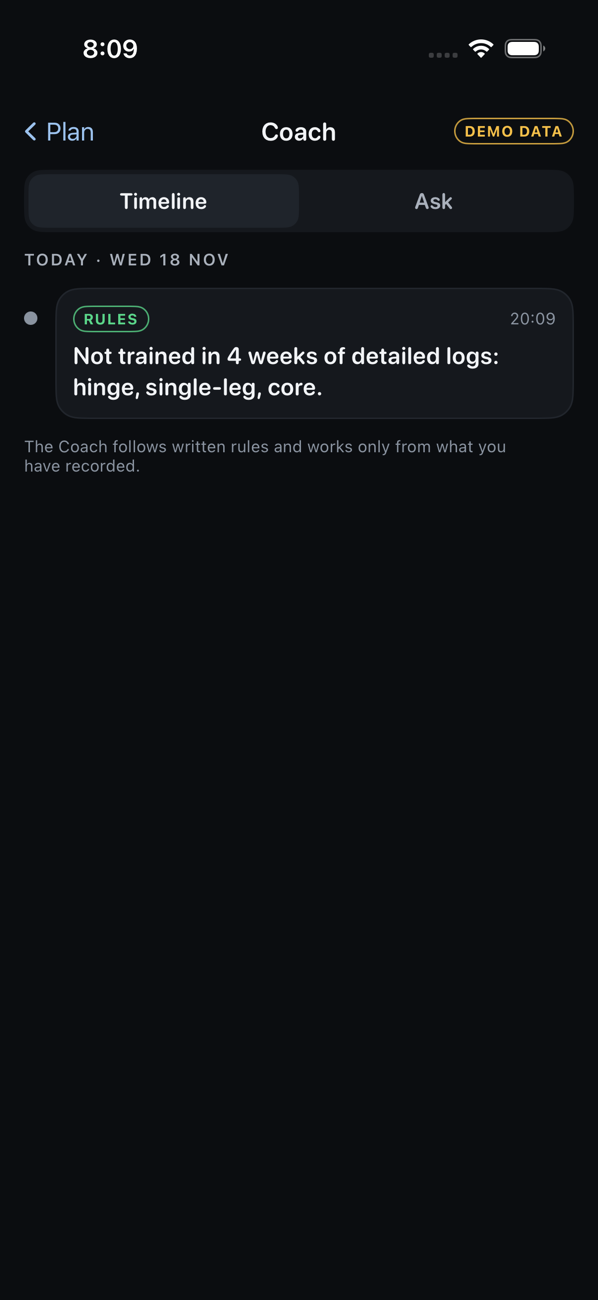 8:09
Plan
Coach
DEMO DATA
Timeline
Ask
TODAY · WED 18 NOV
RULES
20:09
Not trained in 4 weeks of detailed logs:
hinge, single-leg, core.
The Coach follows written rules and works only from what you
have recorded.